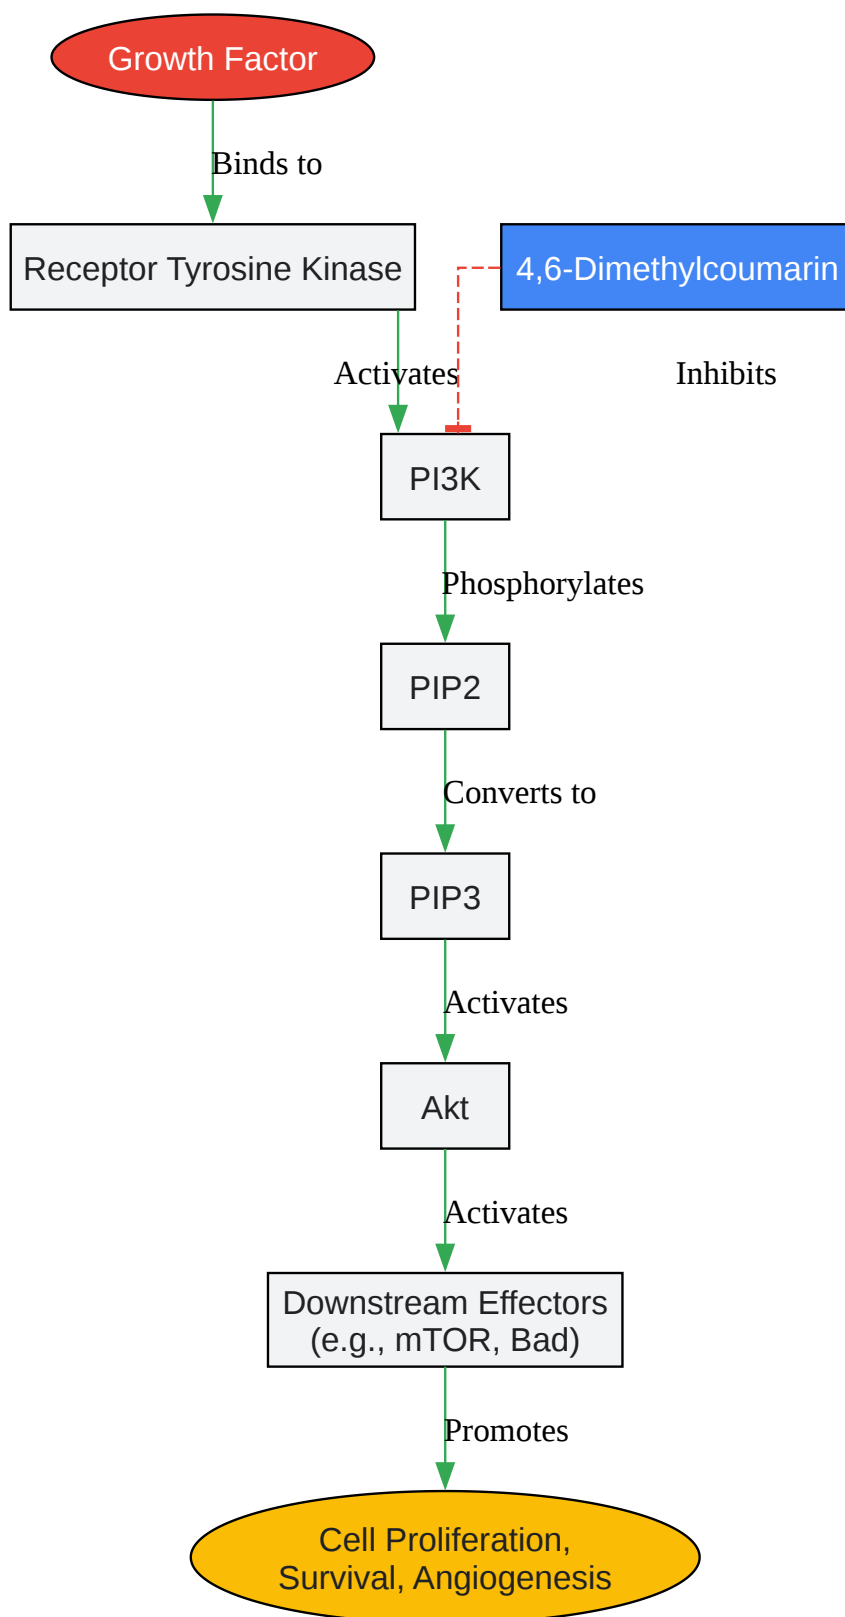 Growth Factor
Binds to
Receptor Tyrosine Kinase
4,6-Dimethylcoumarin
Activates
Inhibits
PI3K
Phosphorylates
PIP2
Converts to
PIP3
Activates
Akt
Activates
Downstream Effectors
(e.g., mTOR, Bad)
Promotes
Cell Proliferation,
Survival, Angiogenesis